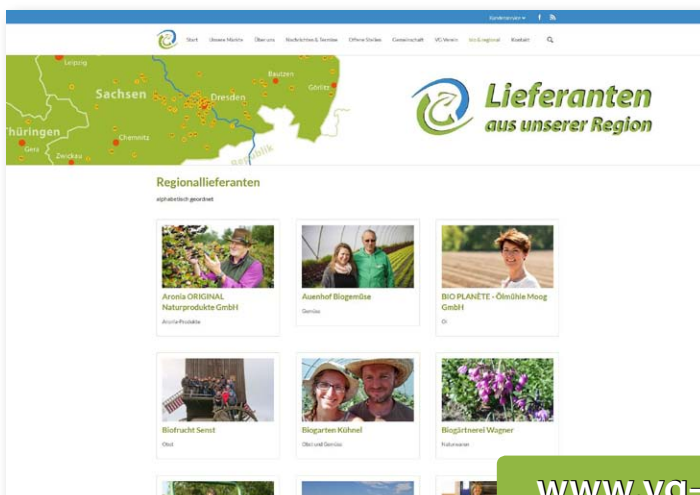 Kundenservice
Start Unsere Märkte Über uns Nachrichten & Termine Offene Stellen Gemeinschaft VG Verein bio & regional Kontakt
Leipzig
Bautzen
Görlitz
Sachsen
Dresden
Thüringen
Chemnitz
Gera
Zwickau
Republik
Lieferanten
aus unserer Region
Regionallieferanten
alphabetisch geordnet
Aronia ORIGINAL
Naturprodukte GmbH
Aronia-Produkte
Auenhof Biogemüse
Gemüse
BIO PLANÈTE - Ölmühle Moog
GmbH
Öl
Biofrucht Senst
Obst
Biogarten Kühnel
Obst und Gemüse
Biogärtnerei Wagner
Naturwaren
www.vg-